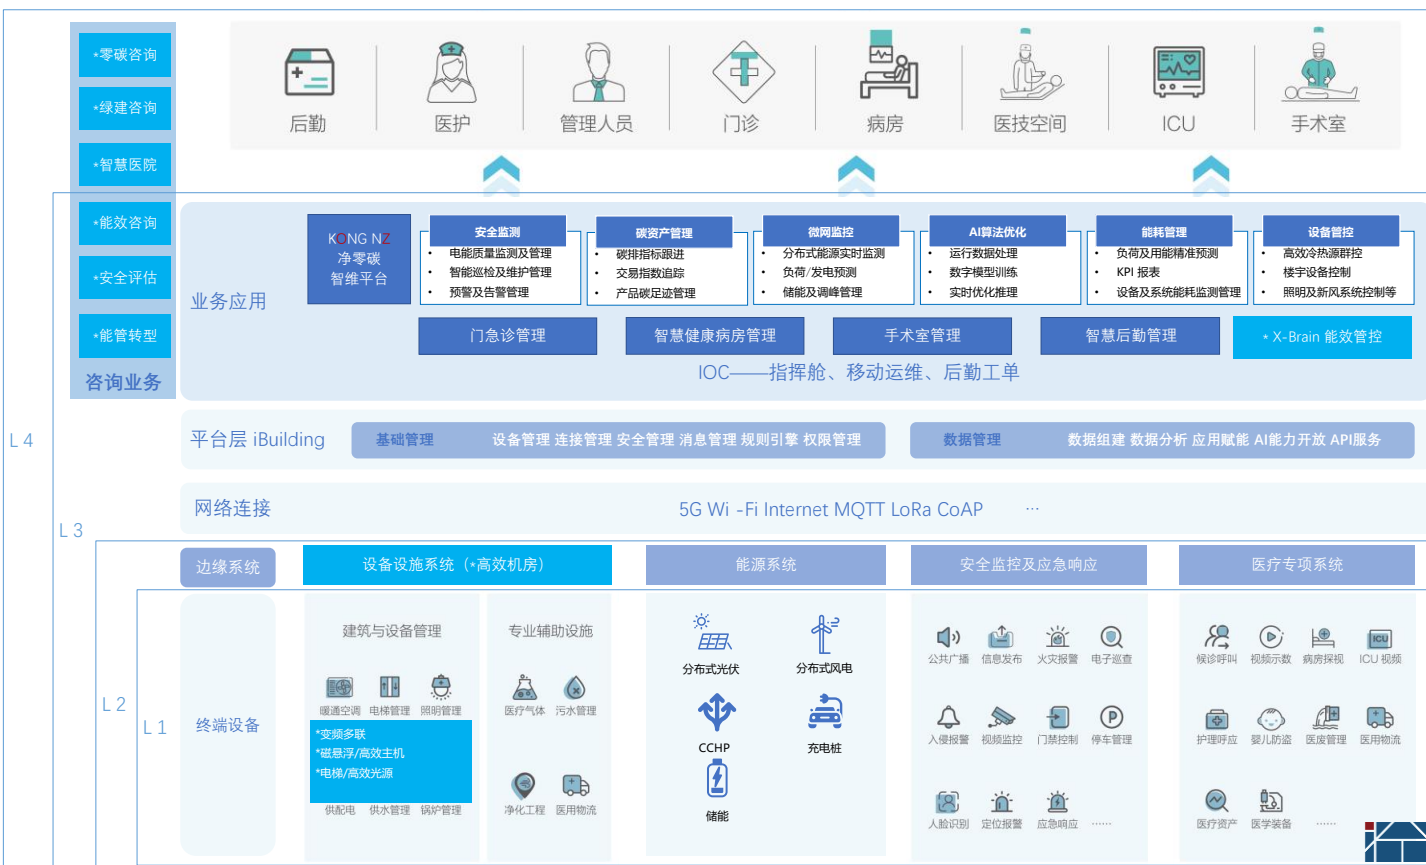 *零碳咨询
*绿建咨询
*智慧医院
*能效咨询
*安全评估
*能管转型
咨询业务
后勤
医护
管理人员
门诊
病房
医技空间
ICU
手术室
L 4
L 3
L 2
L 1
业务应用
KONG NZ
净零碳
智维平台
安全监测
• 电能质量监测及管理
• 智能巡检及维护管理
• 预警及告警管理
碳资产管理
• 碳排指标跟进
• 交易指数追踪
• 产品碳足迹管理
微网监控
• 分布式能源实时监测
• 负荷/发电预测
• 储能及调峰管理
AI算法优化
• 运行数据处理
• 数字模型训练
• 实时优化推理
能耗管理
• 负荷及用能精准预测
• KPI 报表
• 设备及系统能耗监测管理
设备管控
• 高效冷热源群控
• 楼宇设备控制
• 照明及新风系统控制等
门急诊管理
智慧健康病房管理
手术室管理
智慧后勤管理
* X-Brain 能效管控
IOC——指挥舱、移动运维、后勤工单
平台层 iBuilding
基础管理
设备管理 连接管理 安全管理 消息管理 规则引擎 权限管理
数据管理
数据组建 数据分析 应用赋能 AI能力开放 API服务
网络连接
5G Wi -Fi Internet MQTT LoRa CoAP ···
边缘系统
设备设施系统（*高效机房）
能源系统
安全监控及应急响应
医疗专项系统
终端设备
建筑与设备管理
暖通空调 电梯管理 照明管理
*变频多联
*磁悬浮/高效主机
*电梯/高效光源
供配电 供水管理 锅炉管理
专业辅助设施
医疗气体 污水管理
净化工程 医用物流
分布式光伏 分布式风电
CCHP 充电桩
储能
公共广播 信息发布 火灾报警 电子巡查
入侵报警 视频监控 门禁控制 停车管理
人脸识别 定位报警 应急响应 ······
ICU
候诊呼叫 视频示数 病房探视 ICU 视频
护理呼应 婴儿防盗 医废管理 医用物流
医疗资产 医学装备 ······